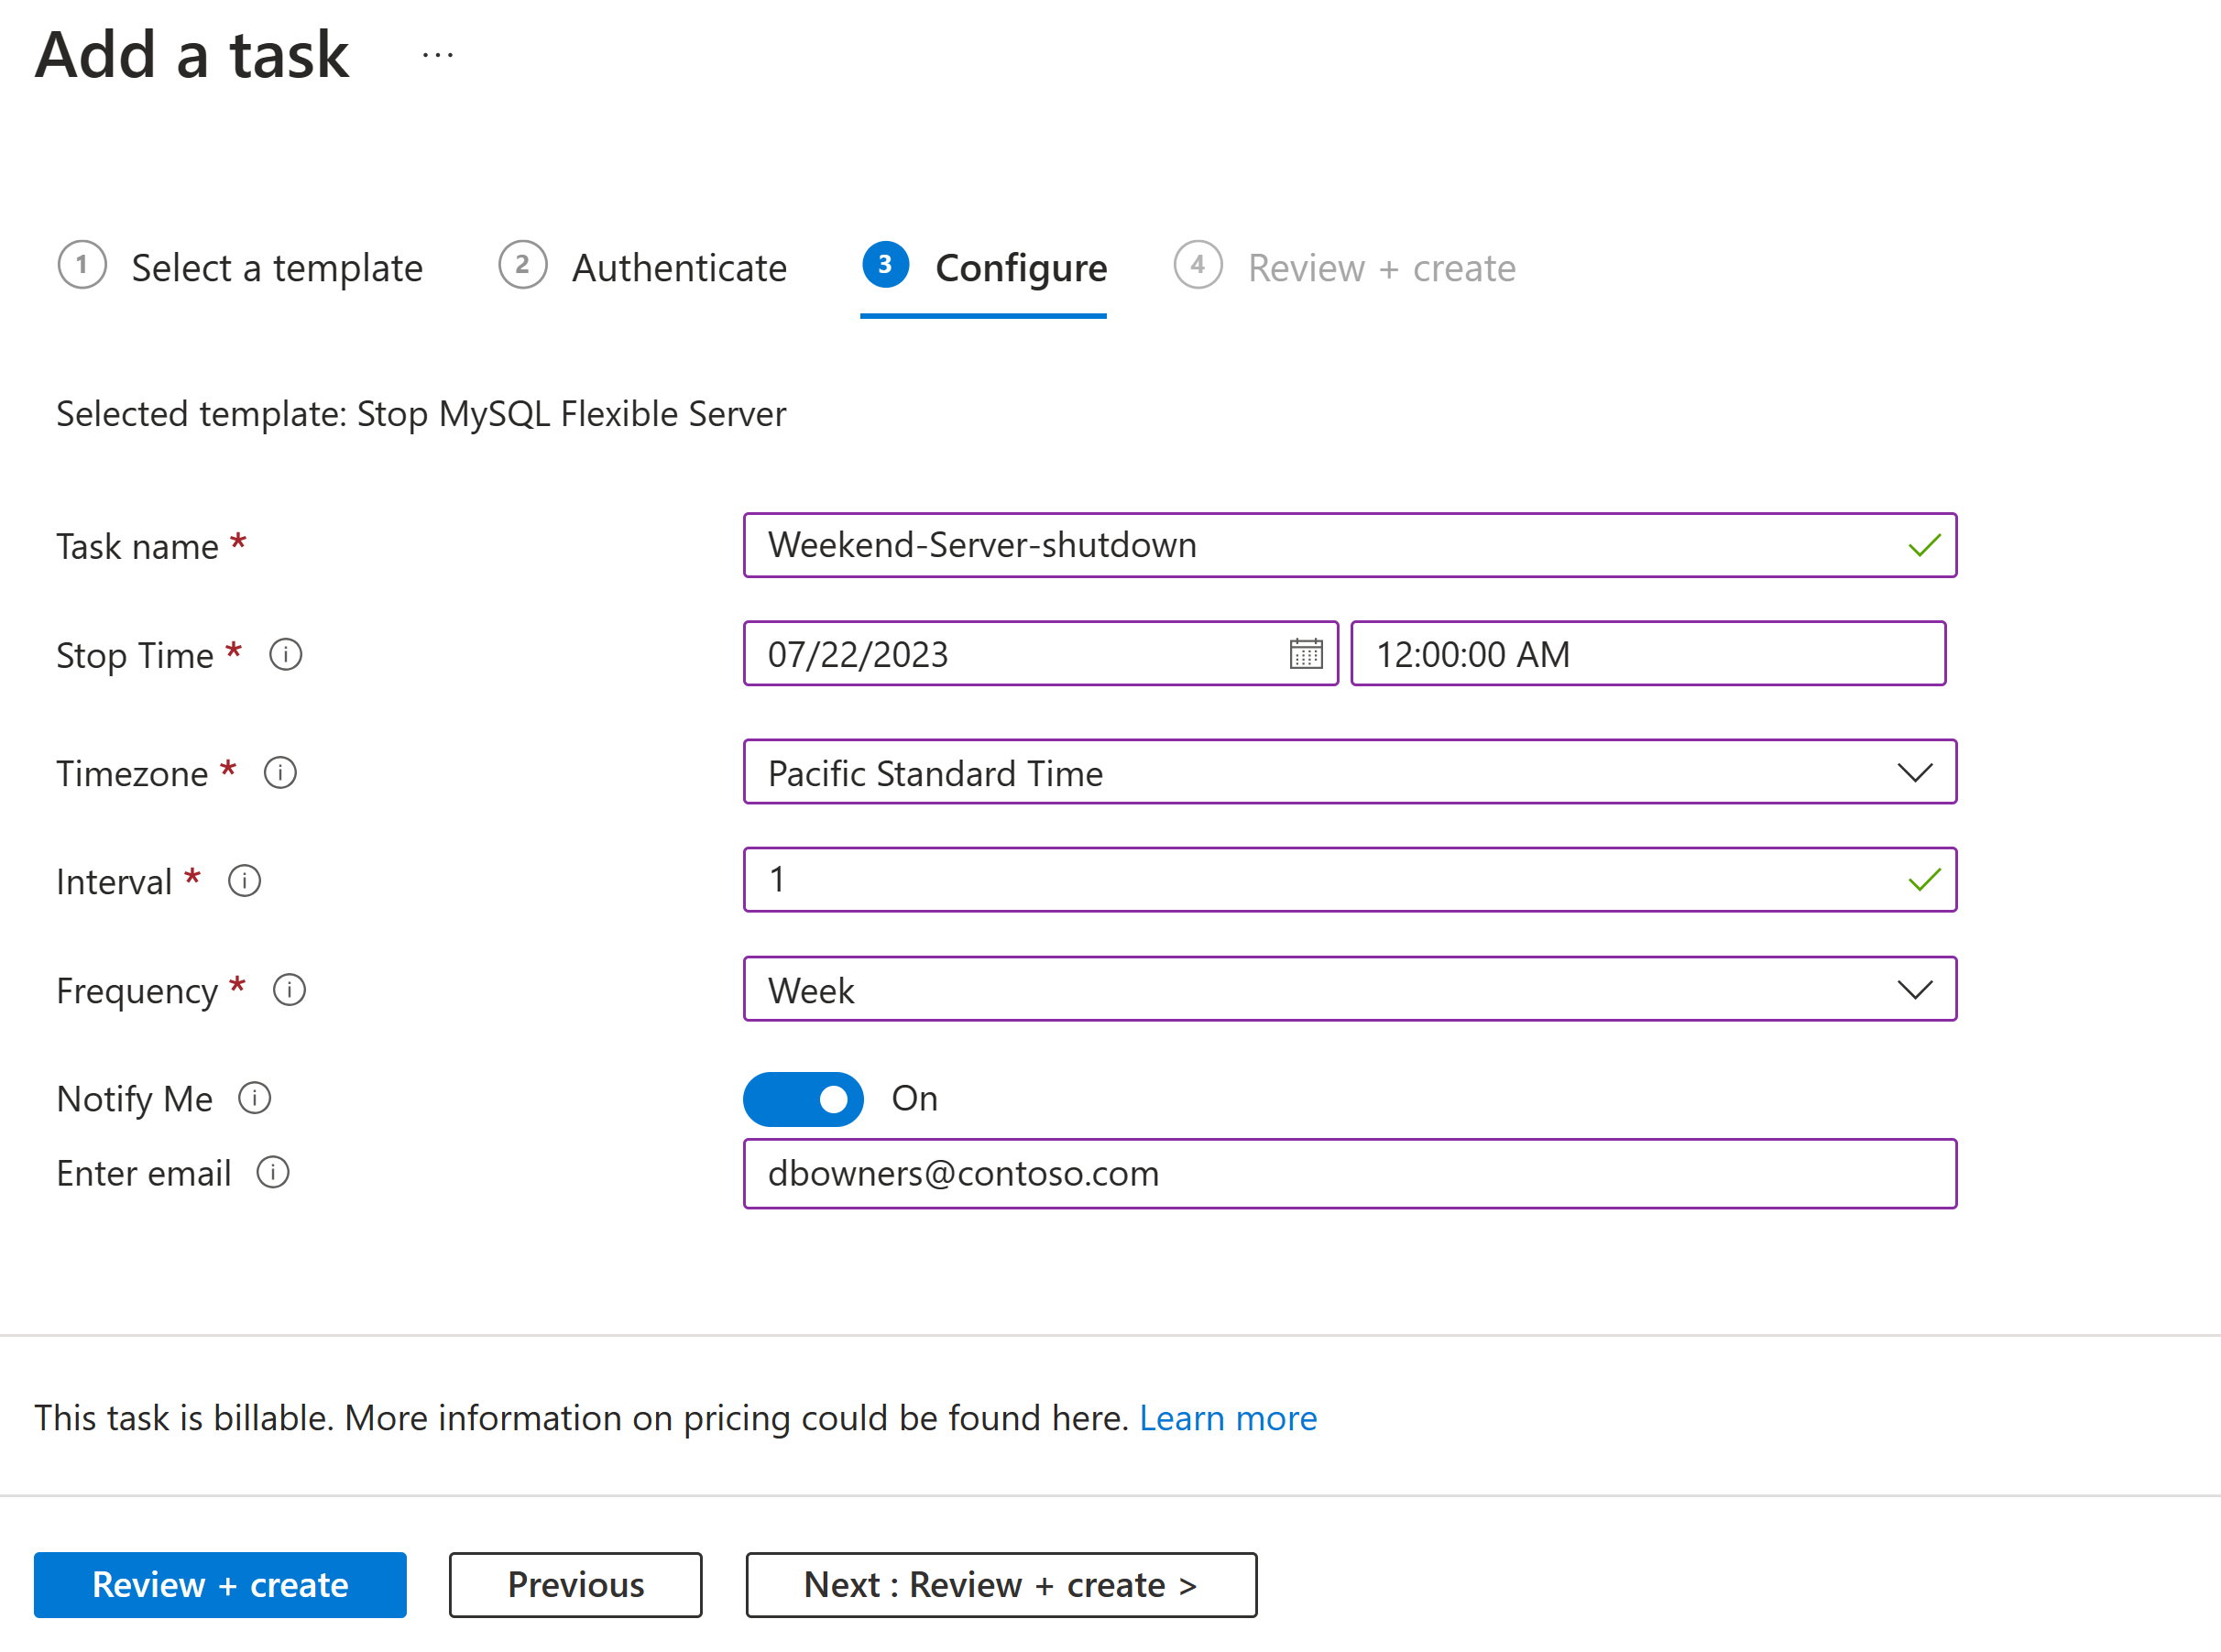 Add a task ...
1 Select a template 2 Authenticate 3 Configure 4 Review + create
Selected template: Stop MySQL Flexible Server
Task name * Weekend-Server-shutdown
Stop Time * 07/22/2023 12:00:00 AM
Timezone * Pacific Standard Time
Interval * 1
Frequency * Week
Notify Me On
Enter email dbowners@contoso.com
This task is billable. More information on pricing could be found here. Learn more
Review + create Previous Next : Review + create >